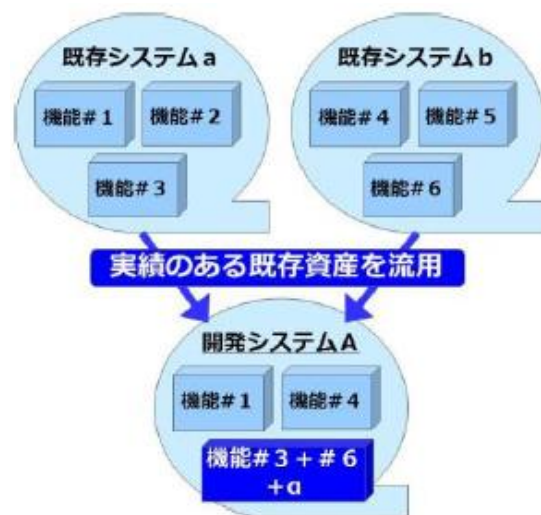 既存システムa
既存システムb
機能#1
機能#2
機能#4
機能#5
機能#3
機能#6
実績のある既存資産を流用
開発システムA
機能#1
機能#4
機能#3+#6
+α